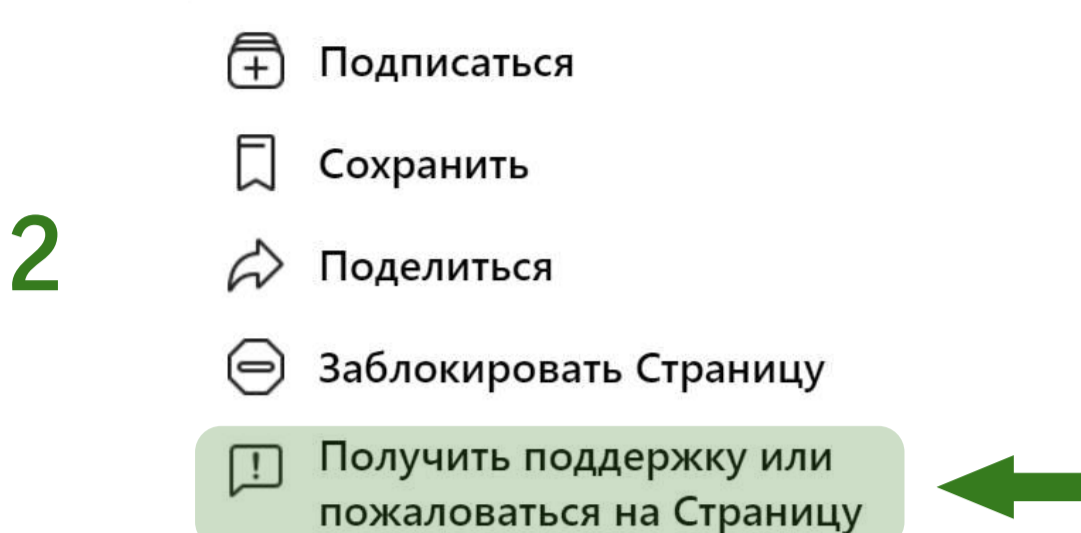 Подписаться
Сохранить
2
Поделиться
Заблокировать Страницу
Получить поддержку или
пожаловаться на Страницу